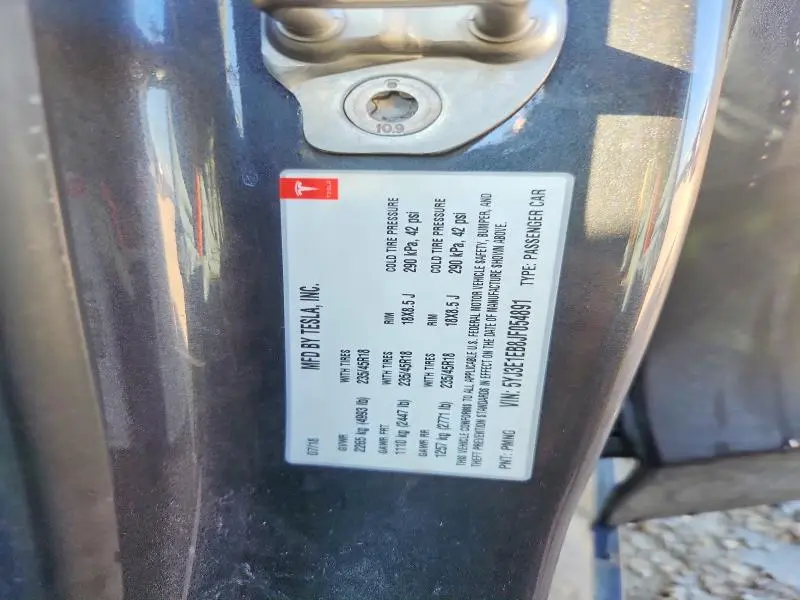 6
10.9
TESLA
MFD BY TESLA, INC.
07/18
GVWR WITH TIRES RIM COLD TIRE PRESSURE
2265 kg (4993 lb) 235/45R18 18X8.5 J 290 kPa, 42 psi
GAWR FRT WITH TIRES RIM COLD TIRE PRESSURE
1110 kg (2447 lb) 235/45R18 18X8.5 J 290 kPa, 42 psi
GAWR RR WITH TIRES
1257 kg (2771 lb) 235/45R18
THIS VEHICLE CONFORMS TO ALL APPLICABLE U.S. FEDERAL MOTOR VEHICLE SAFETY, BUMPER, AND
THEFT PREVENTION STANDARDS IN EFFECT ON THE DATE OF MANUFACTURE SHOWN ABOVE.
PNT: PMNG VIN: 5YJ3E1EB8JF054891 TYPE: PASSENGER CAR